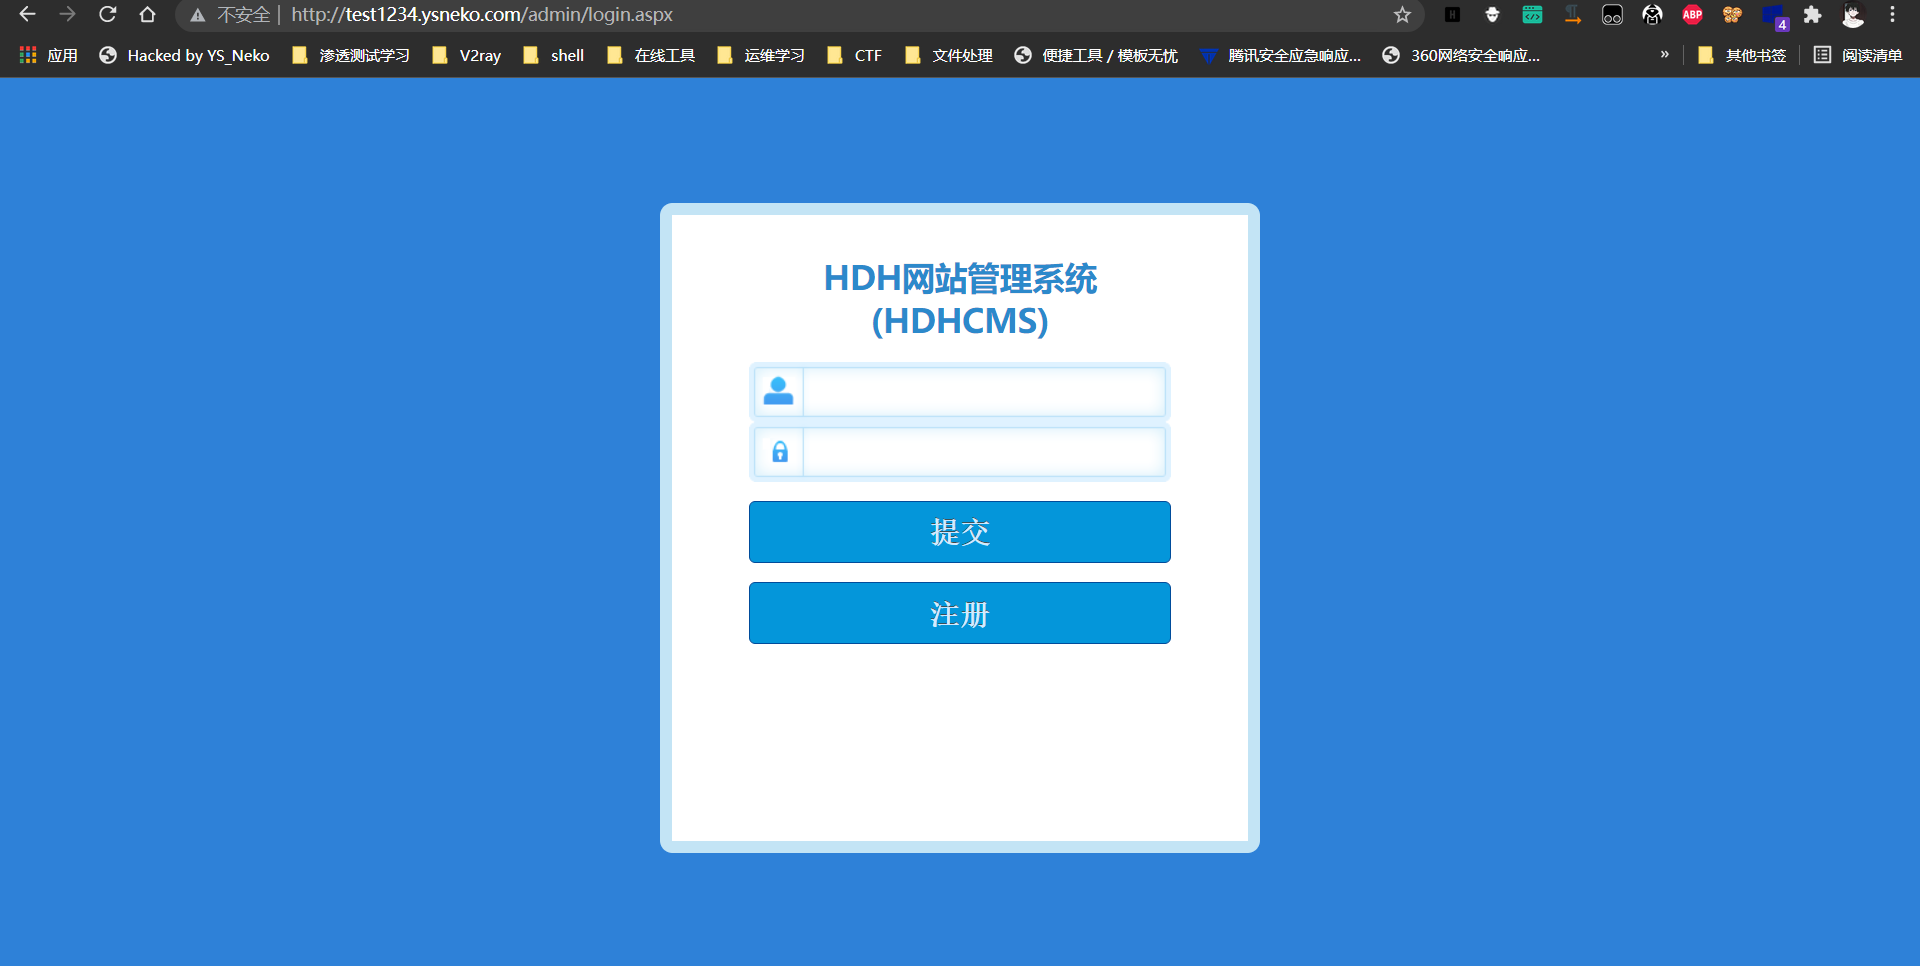 不安全 | http://test1234.ysneko.com/admin/login.aspx
应用 Hacked by YS_Neko 渗透测试学习 V2ray shell 在线工具 运维学习 CTF 文件处理 便捷工具 / 模板无忧 腾讯安全应急响应... 360网络安全响应... » 其他书签 阅读清单
H ABP 4
HDH网站管理系统
(HDHCMS)
提交
注册